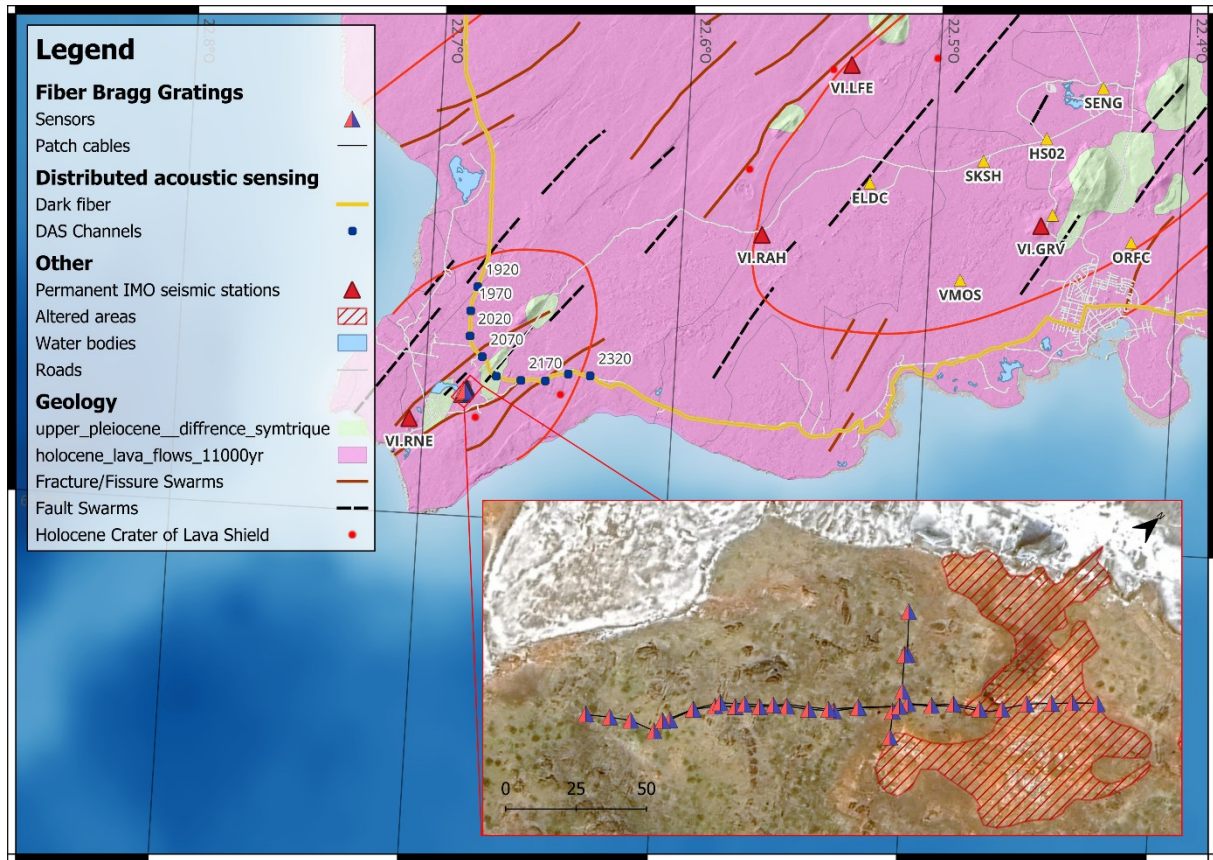 22.8°O
22.7°O
22.6°O
22.5°O
22.4°O
Legend
Fiber Bragg Gratings
Sensors
Patch cables
Distributed acoustic sensing
Dark fiber
DAS Channels
Other
Permanent IMO seismic stations
Altered areas
Water bodies
Roads
Geology
upper_pleiocene__diffrence_symtrique
holocene_lava_flows_11000yr
Fracture/Fissure Swarms
Fault Swarms
Holocene Crater of Lava Shield
VI.LFE
SENG
HS02
SKSH
ELDC
VI.RAH
VI.GRV
ORFC
VMOS
1920
1970
2020
2070
2170
2320
VI.RNE
0 25 50